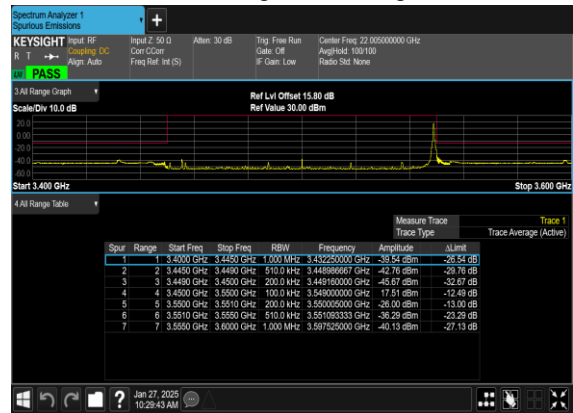 Spectrum Analyzer 1
Spurious Emissions
+
KEYSIGHT Input: RF Input Z: 50 Ω Atten: 30 dB Trig: Free Run Center Freq: 22.005000000 GHz
R T Coupling: DC Corr CCorr Gate: Off Avg|Hold: 100/100
Align: Auto Freq Ref: Int (S) IF Gain: Low Radio Std: None
PASS
3 All Range Graph
Ref Lvl Offset 15.80 dB
Scale/Div 10.0 dB Ref Value 30.00 dBm
20.0
0.00
-20.0
-40.0
-60.0
Start 3.400 GHz Stop 3.600 GHz
4 All Range Table
Measure Trace Trace 1
Trace Type Trace Average (Active)
Spur Range Start Freq Stop Freq RBW Frequency Amplitude ΔLimit
1 1 3.4000 GHz 3.4450 GHz 1.000 MHz 3.432250000 GHz -39.54 dBm -26.54 dB
2 2 3.4450 GHz 3.4490 GHz 510.0 kHz 3.448986667 GHz -42.76 dBm -29.76 dB
3 3 3.4490 GHz 3.4500 GHz 200.0 kHz 3.449160000 GHz -45.67 dBm -32.67 dB
4 4 3.4500 GHz 3.5500 GHz 100.0 kHz 3.549000000 GHz 17.51 dBm -12.49 dB
5 5 3.5500 GHz 3.5510 GHz 200.0 kHz 3.550005000 GHz -26.00 dBm -13.00 dB
6 6 3.5510 GHz 3.5550 GHz 510.0 kHz 3.551093333 GHz -36.29 dBm -23.29 dB
7 7 3.5550 GHz 3.6000 GHz 1.000 MHz 3.597525000 GHz -40.13 dBm -27.13 dB
? Jan 27, 2025
10:29:43 AM